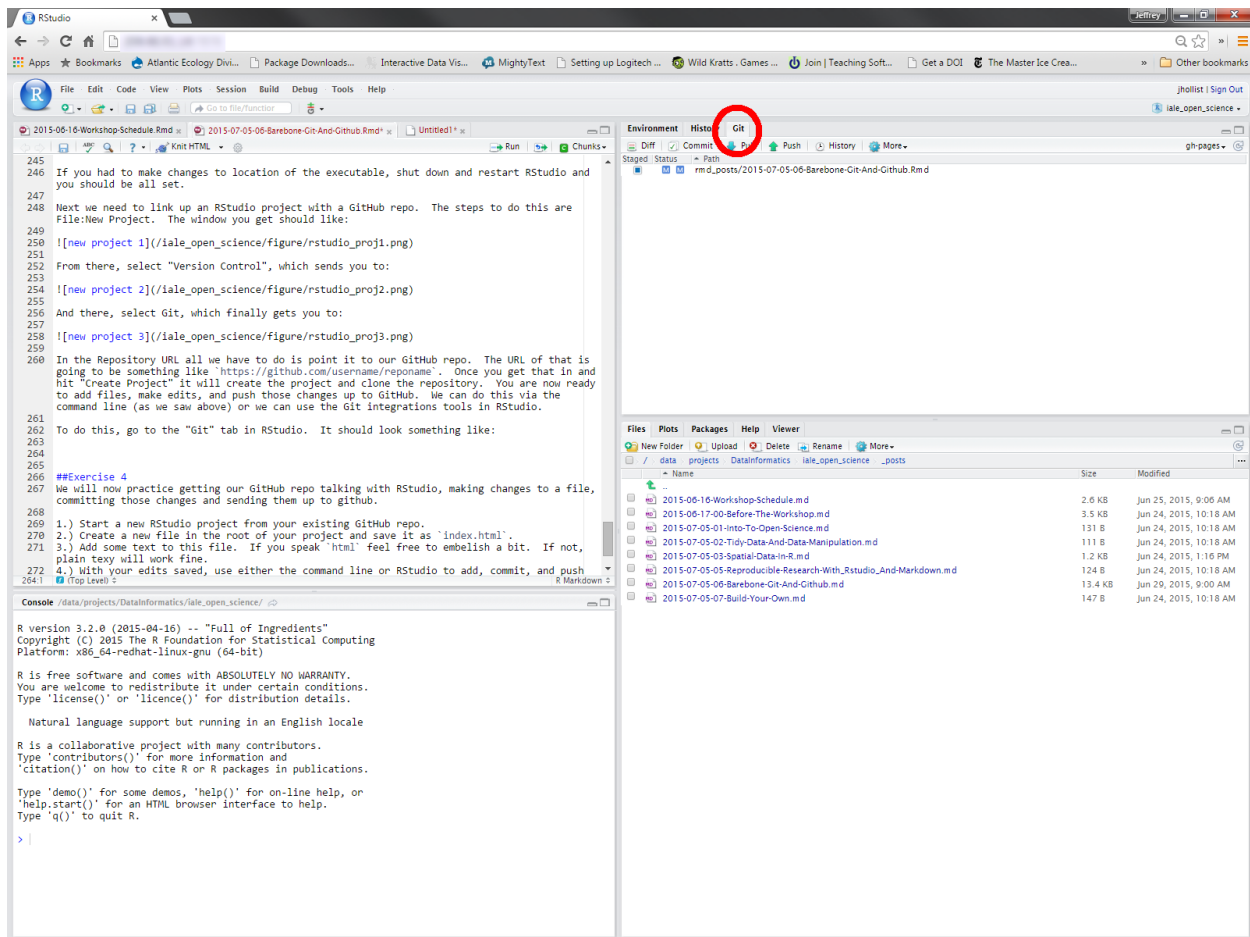 RStudio
Jeffrey
Apps Bookmarks Atlantic Ecology Divi... Package Downloads... Interactive Data Vis... MightyText Setting up Logitech ... Wild Kratts . Games ... Join | Teaching Soft... Get a DOI The Master Ice Crea... » Other bookmarks
R File Edit Code View Plots Session Build Debug Tools Help
jhollist | Sign Out
Go to file/function
iale_open_science
2015-06-16-Workshop-Schedule.Rmd 2015-07-05-06-Barebone-Git-And-Github.Rmd* Untitled1*
ABC ? Knit HTML Run Chunks
245
246 If you had to make changes to location of the executable, shut down and restart RStudio and
you should be all set.
247
248 Next we need to link up an RStudio project with a GitHub repo. The steps to do this are
File:New Project. The window you get should like:
249
250 ![new project 1](/iale_open_science/figure/rstudio_proj1.png)
251
252 From there, select "Version Control", which sends you to:
253
254 ![new project 2](/iale_open_science/figure/rstudio_proj2.png)
255
256 And there, select Git, which finally gets you to:
257
258 ![new project 3](/iale_open_science/figure/rstudio_proj3.png)
259
260 In the Repository URL all we have to do is point it to our GitHub repo. The URL of that is
going to be something like `https://github.com/username/reponame`. Once you get that in and
hit "Create Project" it will create the project and clone the repository. You are now ready
to add files, make edits, and push those changes up to GitHub. We can do this via the
command line (as we saw above) or we can use the Git integrations tools in RStudio.
261
262 To do this, go to the "Git" tab in RStudio. It should look something like:
263
264
265
266 ##Exercise 4
267 We will now practice getting our GitHub repo talking with RStudio, making changes to a file,
committing those changes and sending them up to github.
268
269 1.) Start a new RStudio project from your existing GitHub repo.
270 2.) Create a new file in the root of your project and save it as `index.html`.
271 3.) Add some text to this file. If you speak `html` feel free to embelish a bit. If not,
plain texy will work fine.
272 4.) With your edits saved, use either the command line or RStudio to add, commit, and push
264:1 (Top Level) R Markdown
Console /data/projects/DataInformatics/iale_open_science/
R version 3.2.0 (2015-04-16) -- "Full of Ingredients"
Copyright (C) 2015 The R Foundation for Statistical Computing
Platform: x86_64-redhat-linux-gnu (64-bit)
R is free software and comes with ABSOLUTELY NO WARRANTY.
You are welcome to redistribute it under certain conditions.
Type 'license()' or 'licence()' for distribution details.
Natural language support but running in an English locale
R is a collaborative project with many contributors.
Type 'contributors()' for more information and
'citation()' on how to cite R or R packages in publications.
Type 'demo()' for some demos, 'help()' for on-line help, or
'help.start()' for an HTML browser interface to help.
Type 'q()' to quit R.
>
Environment History Git
Diff Commit Pull Push History More gh-pages
Staged Status Path
M M rmd_posts/2015-07-05-06-Barebone-Git-And-Github.Rmd
Files Plots Packages Help Viewer
New Folder Upload Delete Rename More
/ data projects DataInformatics iale_open_science _posts ...
Name Size Modified
..
2015-06-16-Workshop-Schedule.md 2.6 KB Jun 25, 2015, 9:06 AM
2015-06-17-00-Before-The-Workshop.md 3.5 KB Jun 24, 2015, 10:18 AM
2015-07-05-01-Into-To-Open-Science.md 131 B Jun 24, 2015, 10:18 AM
2015-07-05-02-Tidy-Data-And-Data-Manipulation.md 111 B Jun 24, 2015, 10:18 AM
2015-07-05-03-Spatial-Data-In-R.md 1.2 KB Jun 24, 2015, 1:16 PM
2015-07-05-05-Reproducible-Research-With_Rstudio_And-Markdown.md 124 B Jun 24, 2015, 10:18 AM
2015-07-05-06-Barebone-Git-And-Github.md 13.4 KB Jun 29, 2015, 9:00 AM
2015-07-05-07-Build-Your-Own.md 147 B Jun 24, 2015, 10:18 AM